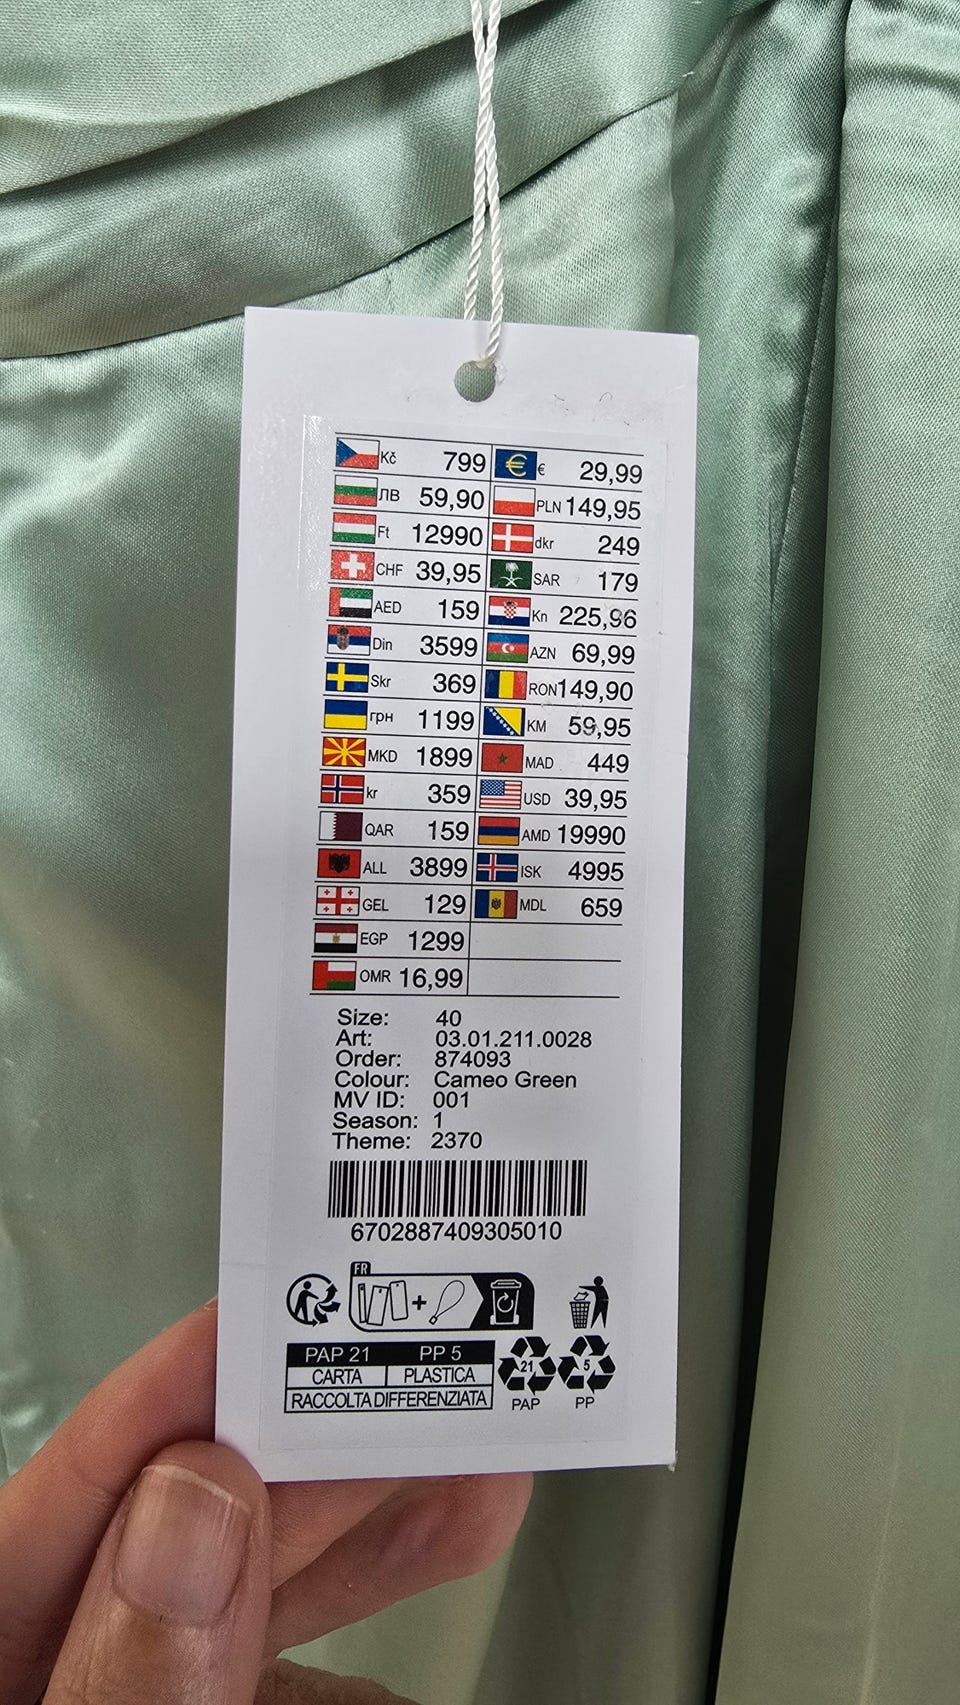 Kč 799 € € 29,99
ЛВ 59,90 PLN 149,95
Ft 12990 dkr 249
CHF 39,95 SAR 179
AED 159 Kn 225,96
Din 3599 AZN 69,99
Skr 369 RON 149,90
грн 1199 KM 59,95
MKD 1899 MAD 449
kr 359 USD 39,95
QAR 159 AMD 19990
ALL 3899 ISK 4995
GEL 129 MDL 659
EGP 1299
OMR 16,99
Size: 40
Art: 03.01.211.0028
Order: 874093
Colour: Cameo Green
MV ID: 001
Season: 1
Theme: 2370
6702887409305010
FR
+
PAP 21 PP 5
CARTA PLASTICA
RACCOLTA DIFFERENZIATA
21 5
PAP PP